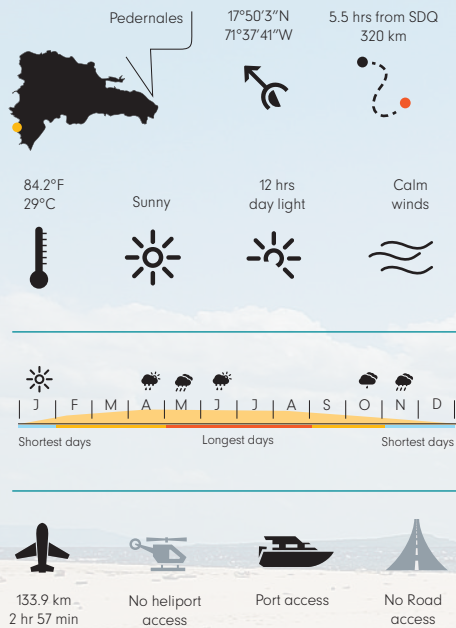 Pedernales
17°50'3"N
71°37'41"W
5.5 hrs from SDQ
320 km
84.2°F
29°C
Sunny
12 hrs
day light
Calm
winds
J F M A M J J A S O N D
Shortest days
Longest days
Shortest days
133.9 km
2 hr 57 min
No heliport
access
Port access
No Road
access